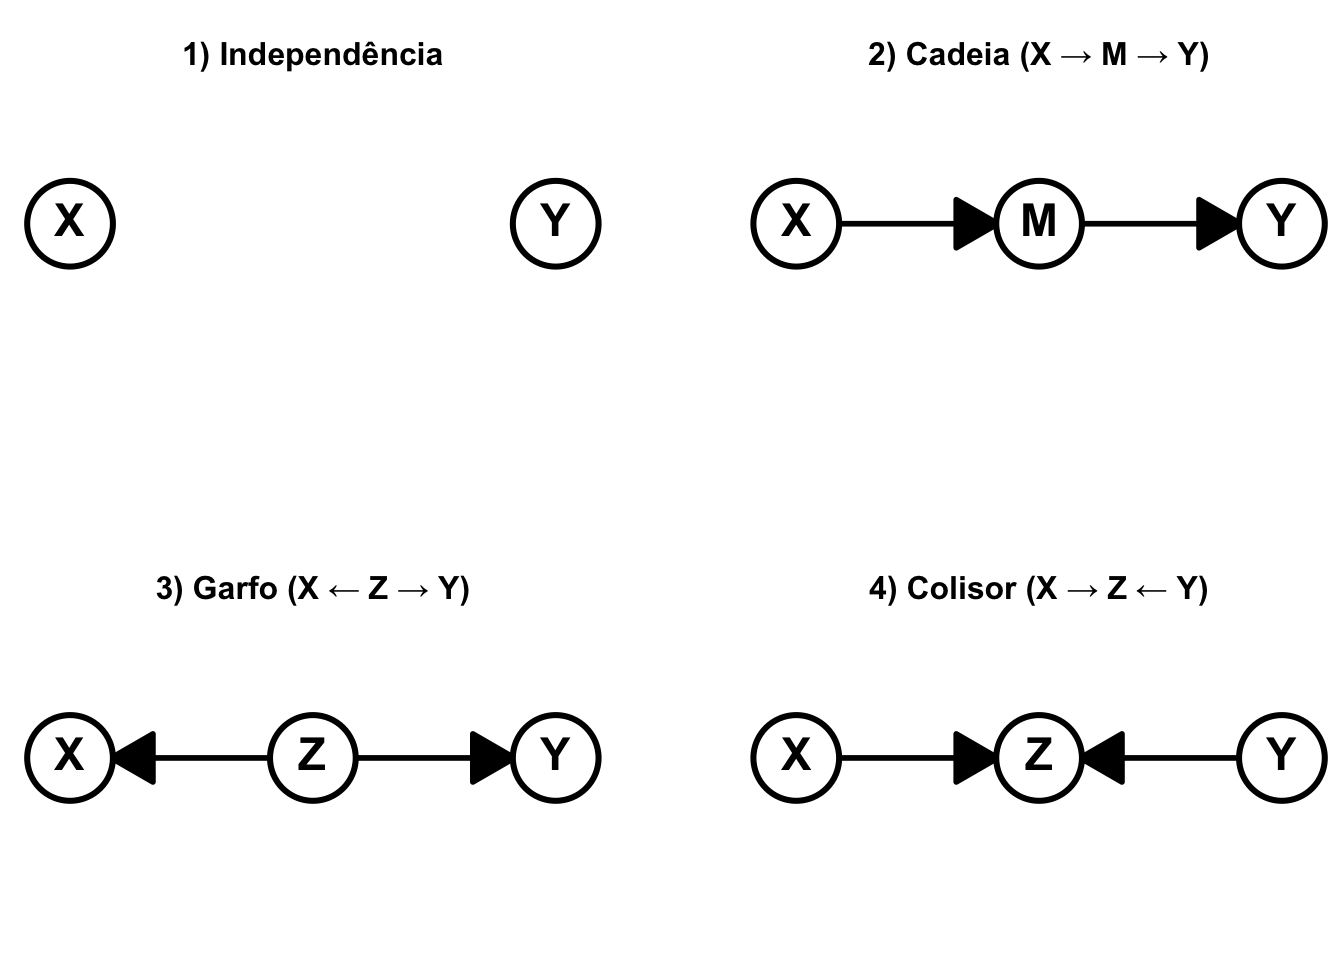 1) Independência
2) Cadeia (X → M → Y)
X
Y
X
M
Y
3) Garfo (X ← Z → Y)
4) Colisor (X → Z ← Y)
X
Z
Y
X
Z
Y